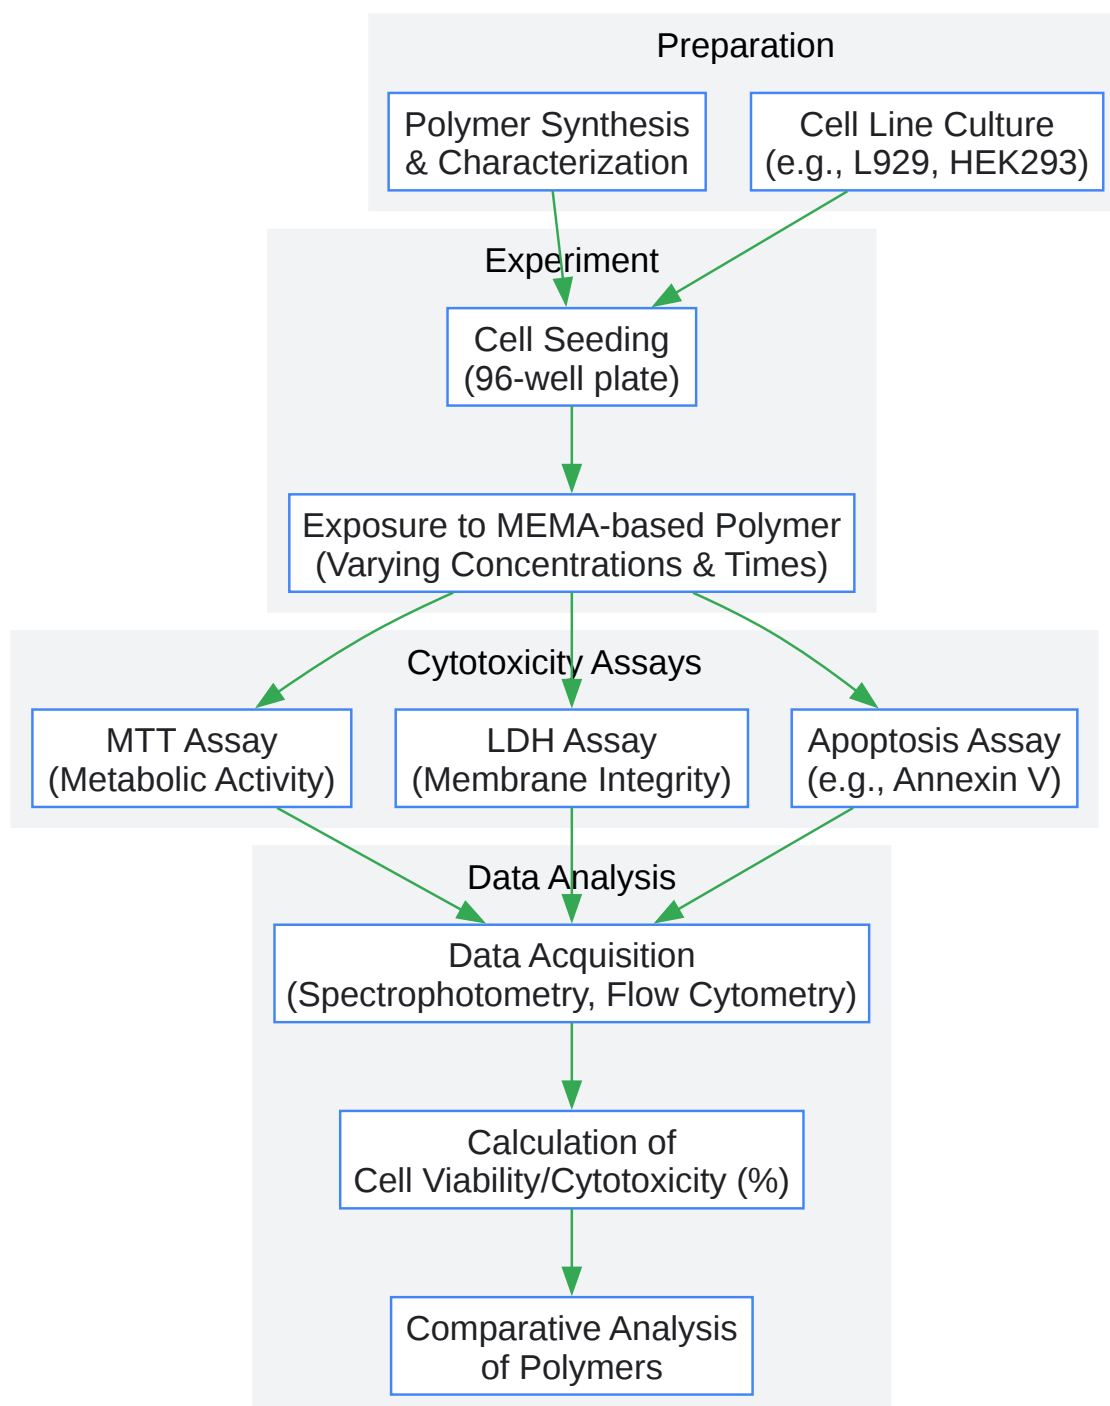 Preparation
Polymer Synthesis
& Characterization
Cell Line Culture
(e.g., L929, HEK293)
Experiment
Cell Seeding
(96-well plate)
Exposure to MEMA-based Polymer
(Varying Concentrations & Times)
Cytotoxicity Assays
MTT Assay
(Metabolic Activity)
LDH Assay
(Membrane Integrity)
Apoptosis Assay
(e.g., Annexin V)
Data Analysis
Data Acquisition
(Spectrophotometry, Flow Cytometry)
Calculation of
Cell Viability/Cytotoxicity (%)
Comparative Analysis
of Polymers